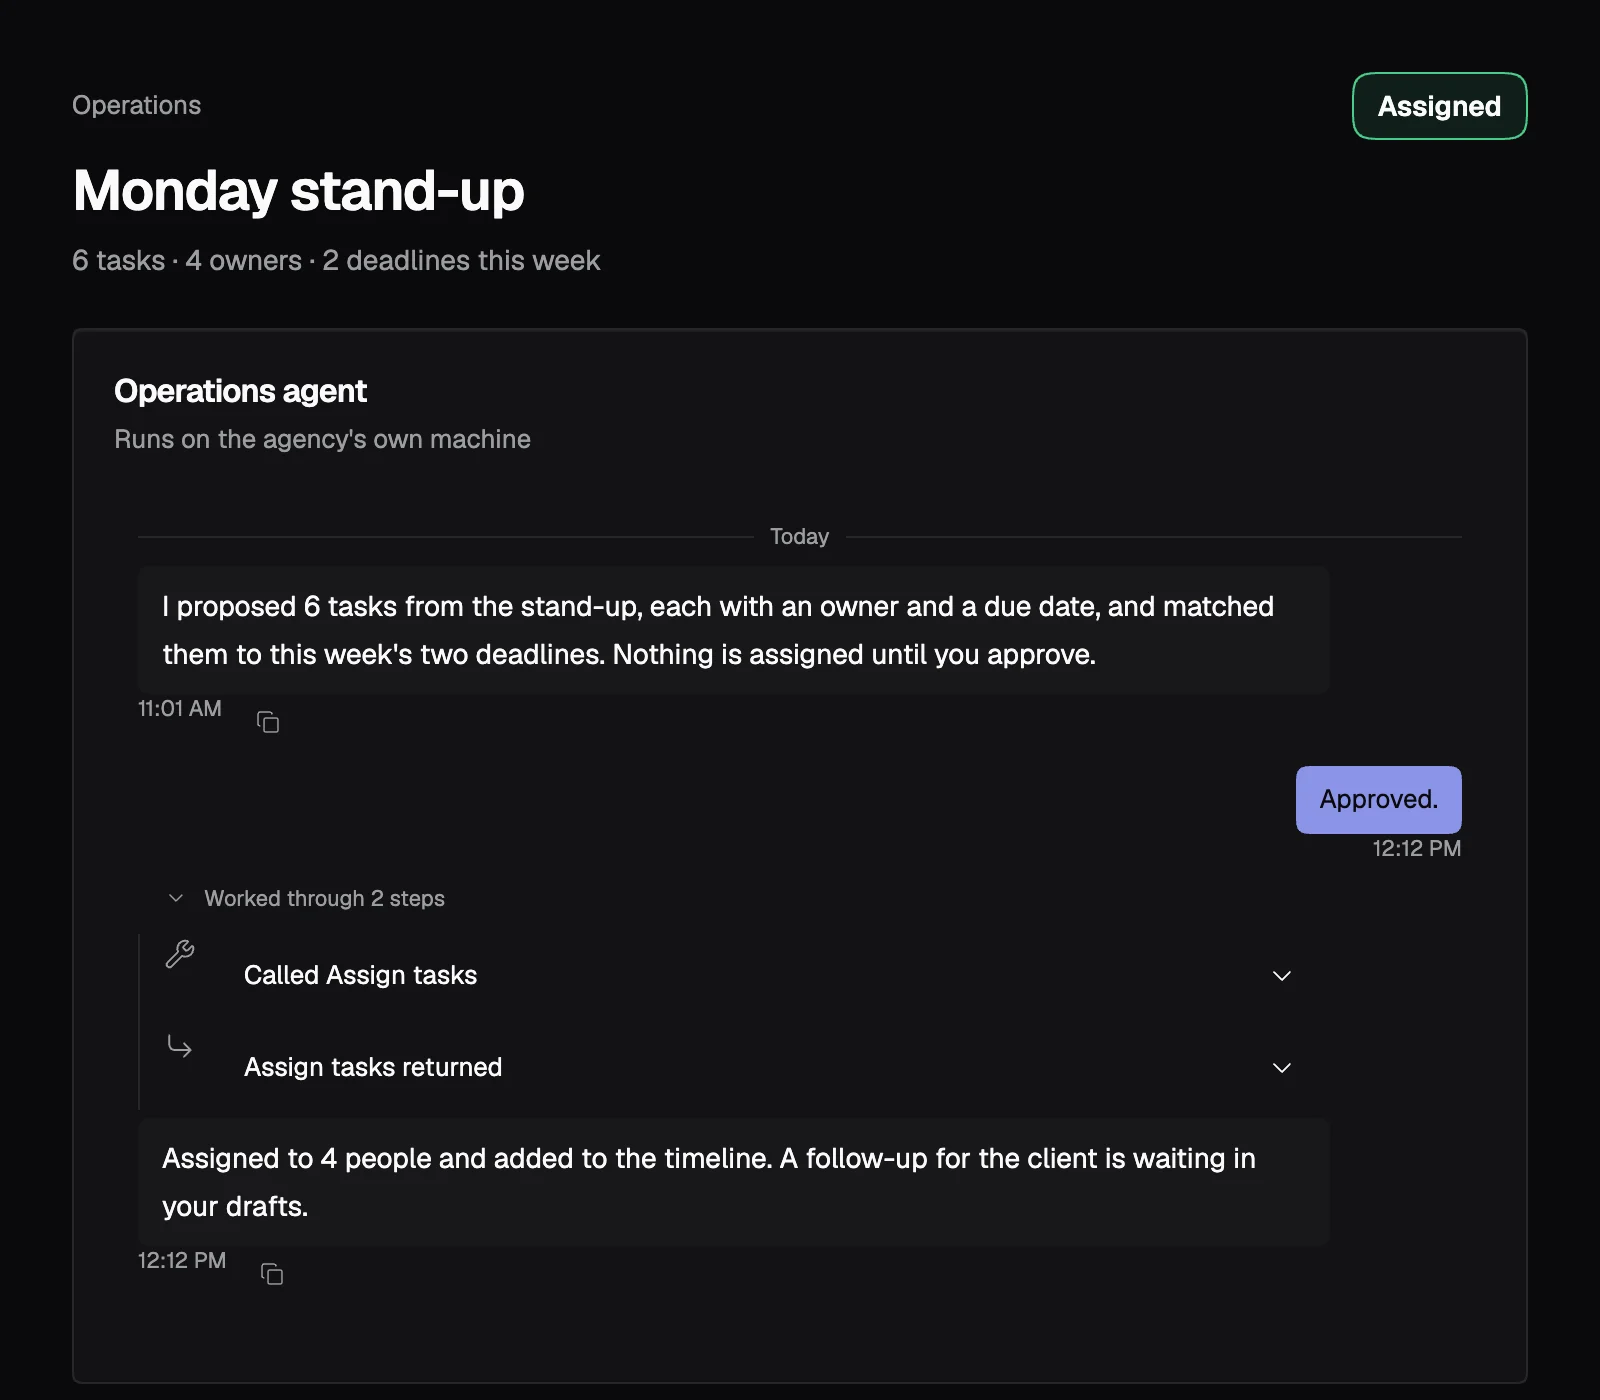 Operations
Assigned
Monday stand-up
6 tasks · 4 owners · 2 deadlines this week
Operations agent
Runs on the agency's own machine
Today
I proposed 6 tasks from the stand-up, each with an owner and a due date, and matched
them to this week's two deadlines. Nothing is assigned until you approve.
11:01 AM
Approved.
12:12 PM
Worked through 2 steps
Called Assign tasks
Assign tasks returned
Assigned to 4 people and added to the timeline. A follow-up for the client is waiting in
your drafts.
12:12 PM